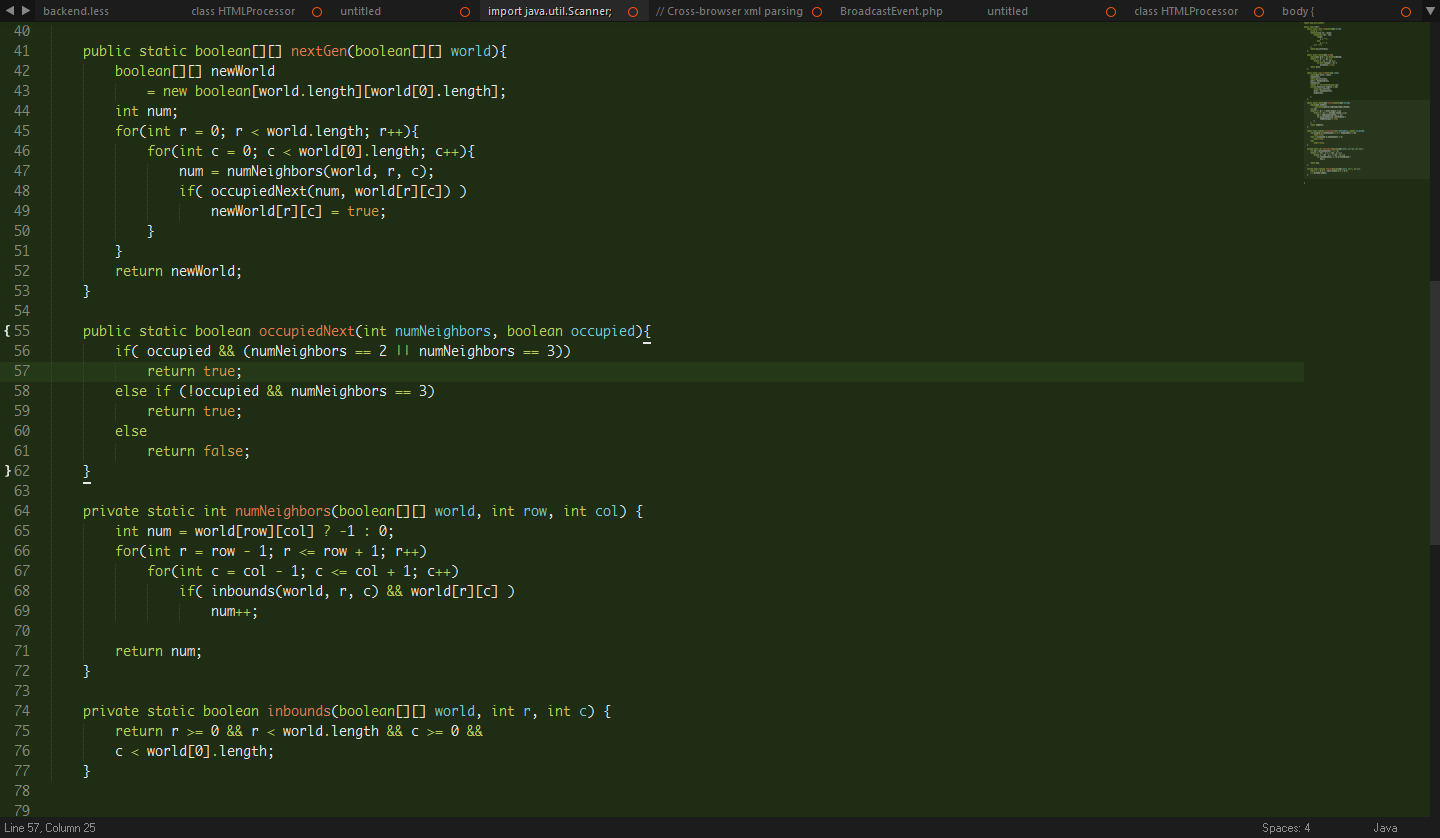 backend.less class HTMLProcessor untitled import java.util.Scanner; // Cross-browser xml parsing BroadcastEvent.php untitled class HTMLProcessor body {
40
41 public static boolean[][] nextGen(boolean[][] world){
42 boolean[][] newWorld
43 = new boolean[world.length][world[0].length];
44 int num;
45 for(int r = 0; r < world.length; r++){
46 for(int c = 0; c < world[0].length; c++){
47 num = numNeighbors(world, r, c);
48 if( occupiedNext(num, world[r][c]) )
49 newWorld[r][c] = true;
50 }
51 }
52 return newWorld;
53 }
54
{ 55 public static boolean occupiedNext(int numNeighbors, boolean occupied){
56 if( occupied && (numNeighbors == 2 || numNeighbors == 3))
57 return true;
58 else if (!occupied && numNeighbors == 3)
59 return true;
60 else
61 return false;
} 62 }
63
64 private static int numNeighbors(boolean[][] world, int row, int col) {
65 int num = world[row][col] ? -1 : 0;
66 for(int r = row - 1; r <= row + 1; r++)
67 for(int c = col - 1; c <= col + 1; c++)
68 if( inbounds(world, r, c) && world[r][c] )
69 num++;
70
71 return num;
72 }
73
74 private static boolean inbounds(boolean[][] world, int r, int c) {
75 return r >= 0 && r < world.length && c >= 0 &&
76 c < world[0].length;
77 }
78
79
Line 57, Column 25 Spaces: 4 Java